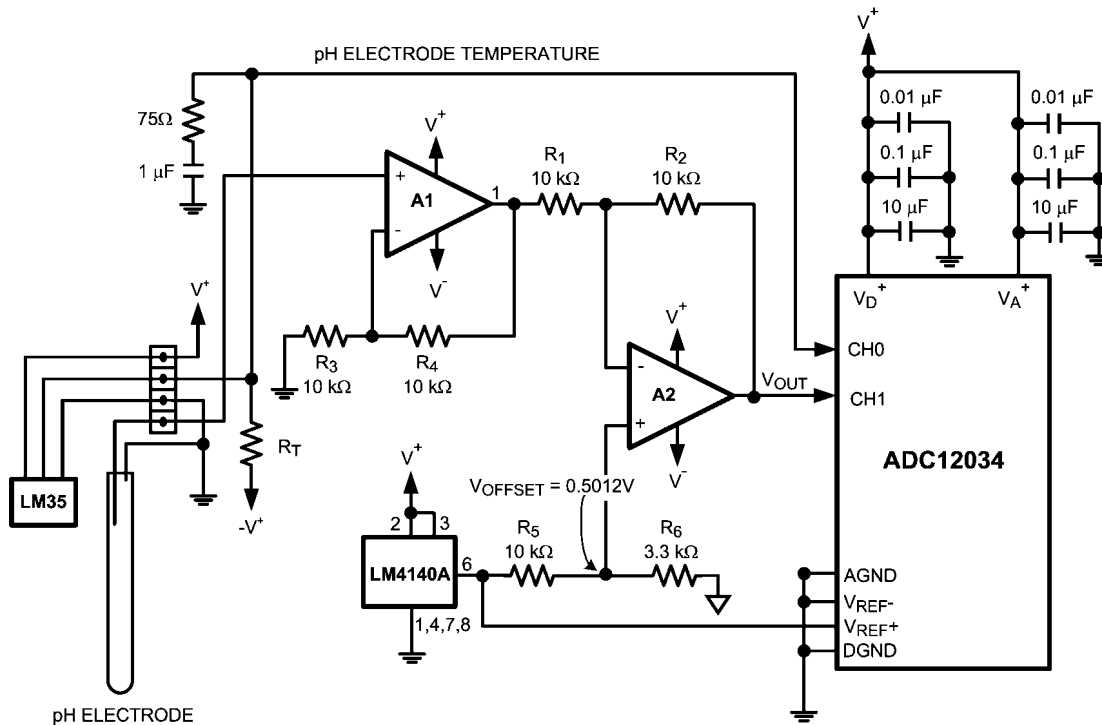 V+
pH ELECTRODE TEMPERATURE
0.01 µF
0.01 µF
75Ω
V+
R1
10 kΩ
R2
10 kΩ
0.1 µF
0.1 µF
1 µF
+
A1
1
-
10 µF
10 µF
V-
VD+
VA+
V+
V+
R3
10 kΩ
R4
10 kΩ
CH0
-
A2
+
VOUT
CH1
RT
V-
ADC12034
LM35
-V+
V+
VOFFSET = 0.5012V
2
3
R5
10 kΩ
R6
3.3 kΩ
LM4140A
6
AGND
VREF-
VREF+
DGND
1,4,7,8
pH ELECTRODE